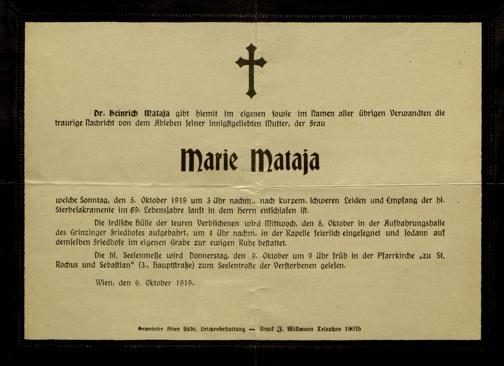 Dr. Heinrich Mataja gibt hiemit im eigenen sowie im Namen aller übrigen Verwandten die
traurige Nachricht von dem Ableben seiner innigstgeliebten Mutter, der Frau
Marie Mataja
welche Sonntag, den 5. Oktober 1919 um 3 Uhr nachm., nach kurzem, schweren Leiden und Empfang der hl.
Sterbesakramente im 69. Lebensjahre sanft in dem Herrn entschlafen ist.
Die irdische Hülle der teuren Verblichenen wird Mittwoch, den 8. Oktober in der Aufbahrungshalle
des Grinzinger Friedhofes aufgebahrt, um 4 Uhr nachm. in der Kapelle feierlich eingesegnet und sodann auf
demselben Friedhofe im eigenen Grabe zur ewigen Ruhe bestattet.
Die hl. Seelenmesse wird Donnerstag, den 9. Oktober um 9 Uhr früh in der Pfarrkirche „zu St.
Rochus und Sebastian“ (3., Hauptstraße) zum Seelentroste der Verstorbenen gelesen.
Wien, den 6. Oktober 1919.
Gemeinde Wien Städt. Leichenbestattung — Druck J. Mißmann Telephon 19075